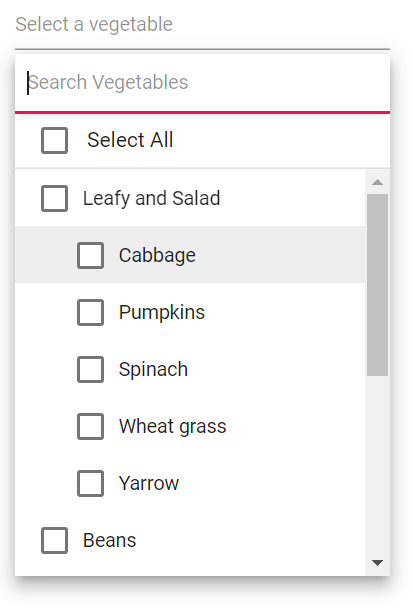 Select a vegetable
Search Vegetables
Select All
Leafy and Salad
Cabbage
Pumpkins
Spinach
Wheat grass
Yarrow
Beans